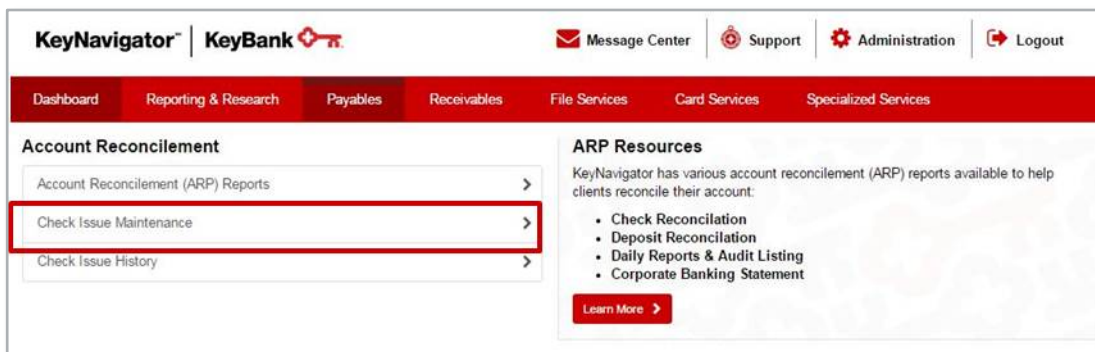 KeyNavigator™ | KeyBank
Message Center
Support
Administration
Logout
Dashboard
Reporting & Research
Payables
Receivables
File Services
Card Services
Specialized Services
Account Reconcilement
Account Reconcilement (ARP) Reports
Check Issue Maintenance
Check Issue History
ARP Resources
KeyNavigator has various account reconcilement (ARP) reports available to help
clients reconcile their account:
• Check Reconcilation
• Deposit Reconcilation
• Daily Reports & Audit Listing
• Corporate Banking Statement
Learn More